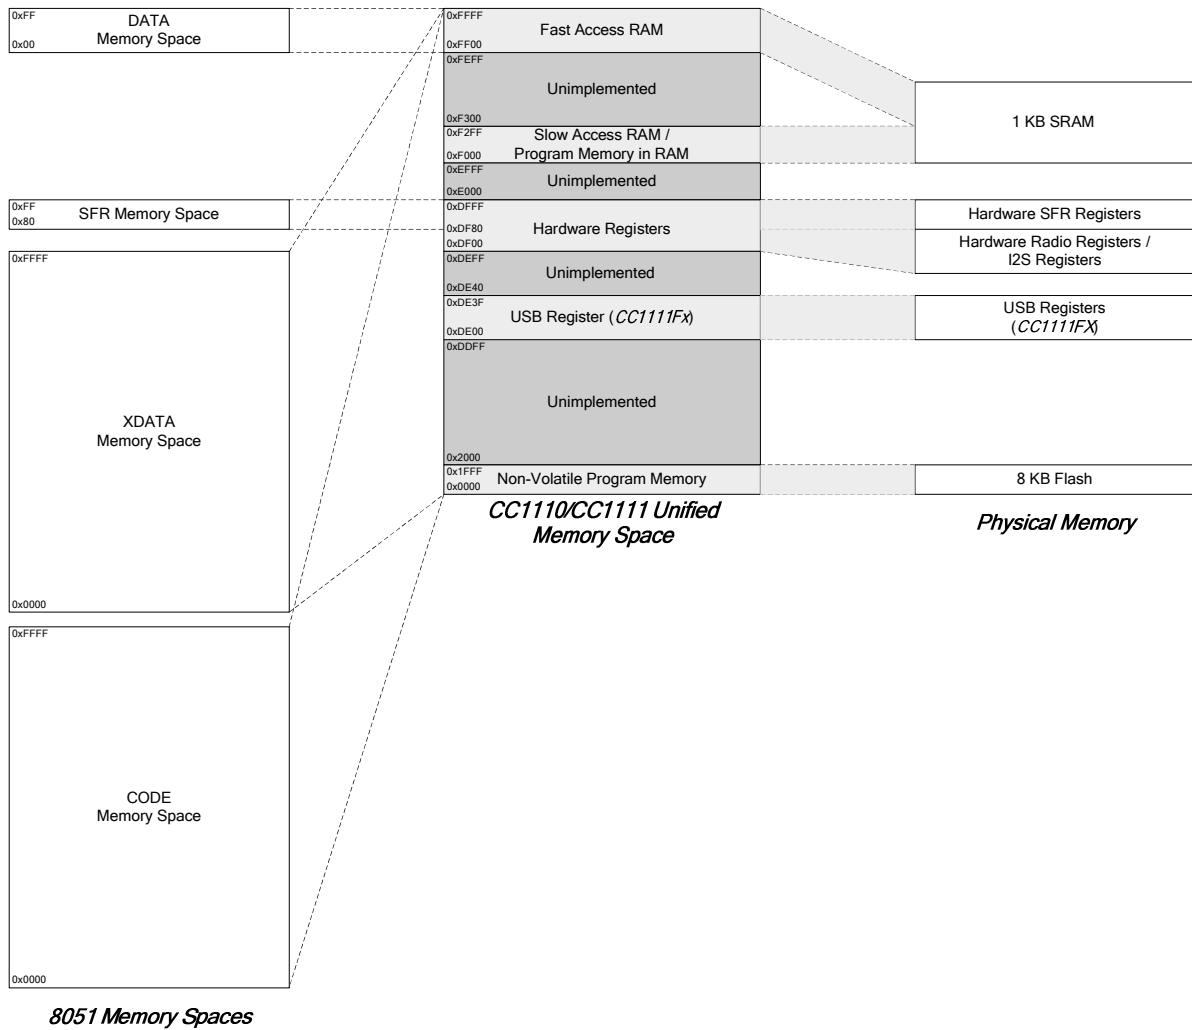 0xFF
DATA
Memory Space
0x00
0xFF
SFR Memory Space
0x80
0xFFFF
XDATA
Memory Space
0x0000
0xFFFF
CODE
Memory Space
0x0000
8051 Memory Spaces
0xFFFF
Fast Access RAM
0xFF00
0xFEFF
Unimplemented
0xF300
0xF2FF
Slow Access RAM /
Program Memory in RAM
0xF000
0xEFFF
Unimplemented
0xE000
0xDFFF
Hardware Registers
0xDF80
0xDF00
0xDEFF
Unimplemented
0xDE40
0xDE3F
USB Register (CC1111Fx)
0xDE00
0xDDFF
Unimplemented
0x2000
0x1FFF
Non-Volatile Program Memory
0x0000
CC1110/CC1111 Unified
Memory Space
1 KB SRAM
Hardware SFR Registers
Hardware Radio Registers /
I2S Registers
USB Registers
(CC1111FX)
8 KB Flash
Physical Memory